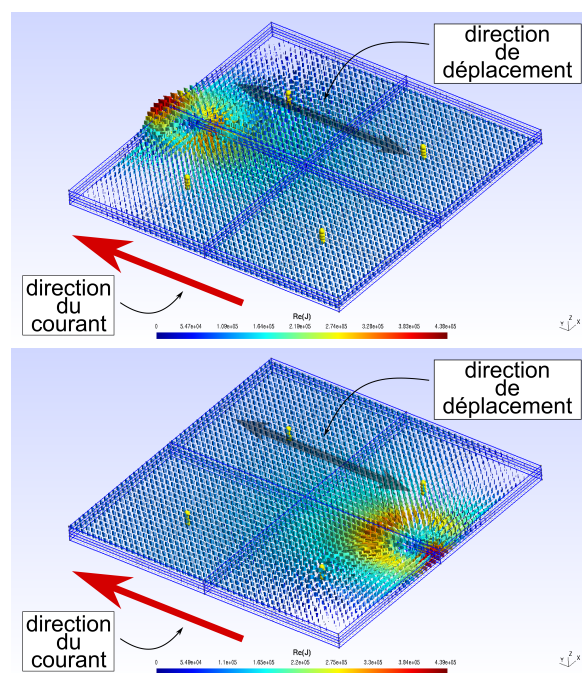 direction
de
déplacement
direction
du
courant
Re(J)
0 5.47e+04 1.09e+05 1.64e+05 2.19e+05 2.74e+05 3.28e+05 3.83e+05 4.38e+05
Z
Y X
direction
de
déplacement
direction
du
courant
Re(J)
0 5.49e+04 1.1e+05 1.65e+05 2.2e+05 2.74e+05 3.3e+05 3.84e+05 4.39e+05
Z
Y X